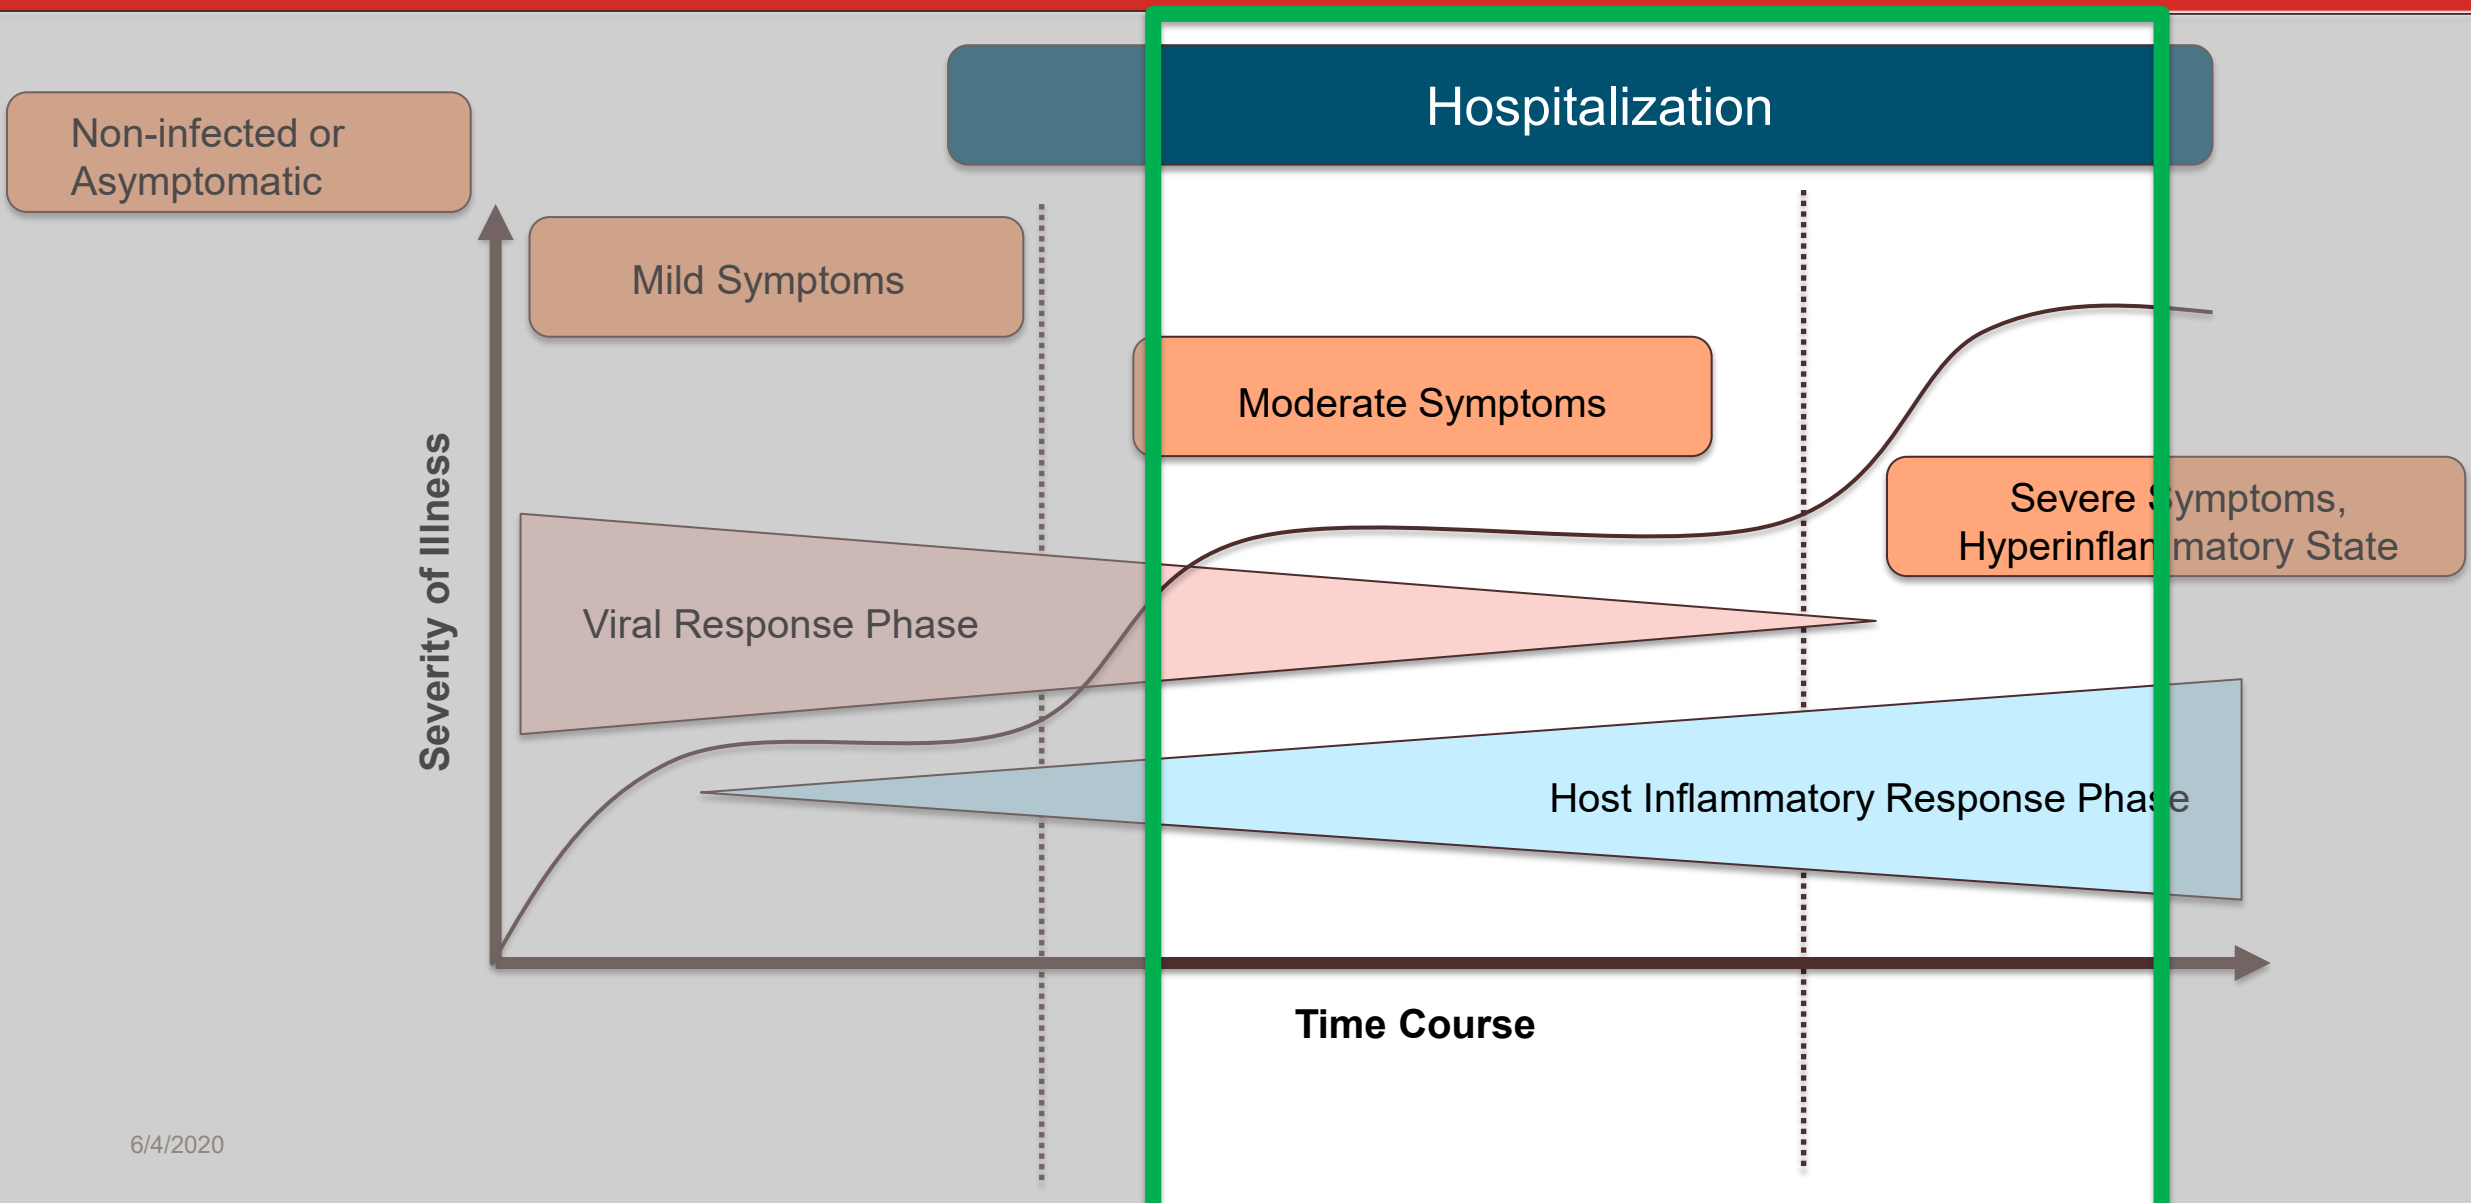 Hospitalization
Non-infected or
Asymptomatic
Mild Symptoms
Moderate Symptoms
Severe Symptoms,
Hyperinflammatory State
Severity of Illness
Viral Response Phase
Host Inflammatory Response Phase
Time Course
6/4/2020